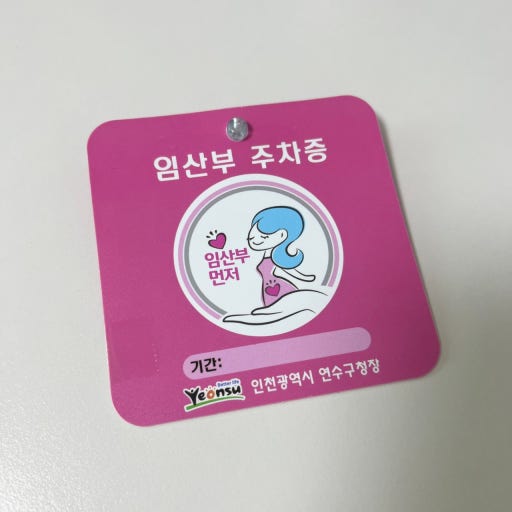 임산부 주차증
임산부
먼저
기간:
Better life
Yeonsu 인천광역시 연수구청장